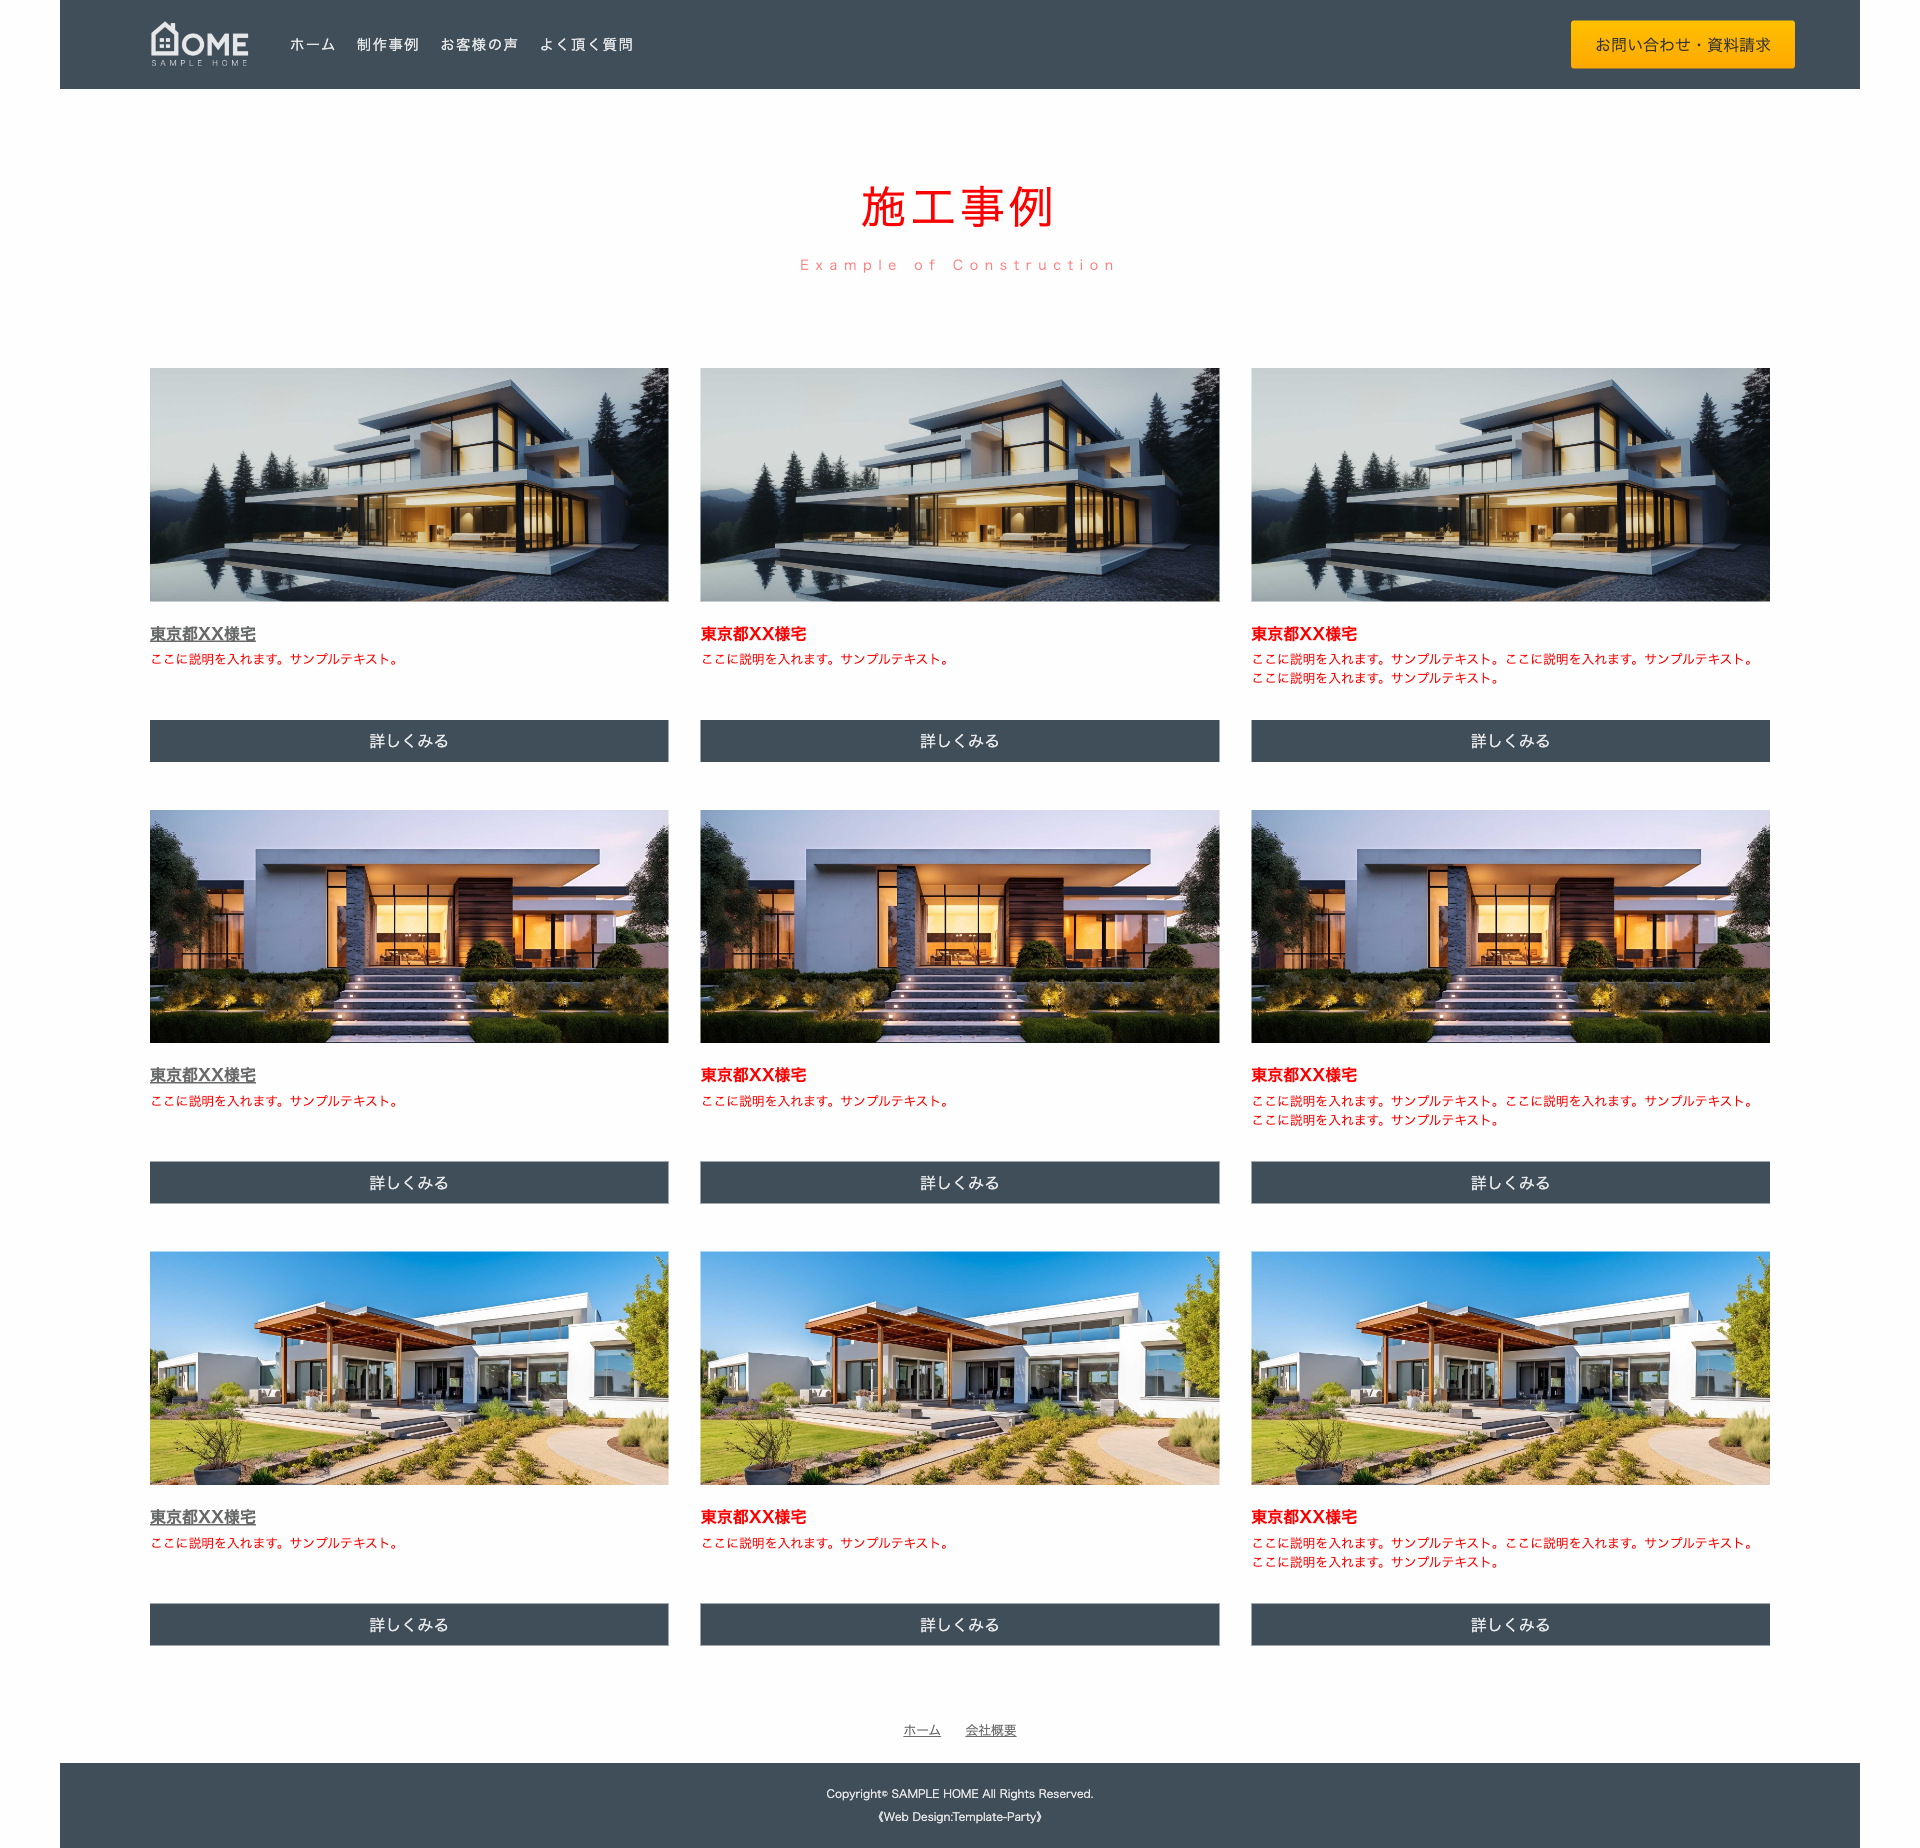 HOME
SAMPLE HOME
ホーム 制作事例 お客様の声 よく頂く質問
お問い合わせ・資料請求
施工事例
Example of Construction
東京都XX様宅
ここに説明を入れます。サンプルテキスト。
詳しくみる
東京都XX様宅
ここに説明を入れます。サンプルテキスト。
詳しくみる
東京都XX様宅
ここに説明を入れます。サンプルテキスト。ここに説明を入れます。サンプルテキスト。
ここに説明を入れます。サンプルテキスト。
詳しくみる
東京都XX様宅
ここに説明を入れます。サンプルテキスト。
詳しくみる
東京都XX様宅
ここに説明を入れます。サンプルテキスト。
詳しくみる
東京都XX様宅
ここに説明を入れます。サンプルテキスト。ここに説明を入れます。サンプルテキスト。
ここに説明を入れます。サンプルテキスト。
詳しくみる
東京都XX様宅
ここに説明を入れます。サンプルテキスト。
詳しくみる
東京都XX様宅
ここに説明を入れます。サンプルテキスト。
詳しくみる
東京都XX様宅
ここに説明を入れます。サンプルテキスト。ここに説明を入れます。サンプルテキスト。
ここに説明を入れます。サンプルテキスト。
詳しくみる
ホーム 会社概要
Copyright© SAMPLE HOME All Rights Reserved.
《Web Design:Template-Party》